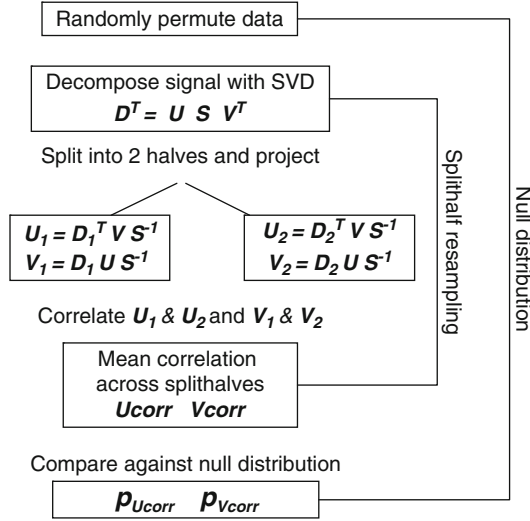 Randomly permute data
Decompose signal with SVD
D^T = U S V^T
Split into 2 halves and project
U_1 = D_1^T V S^-1
V_1 = D_1 U S^-1
U_2 = D_2^T V S^-1
V_2 = D_2 U S^-1
Correlate U_1 & U_2 and V_1 & V_2
Mean correlation
across splithalves
Ucorr Vcorr
Compare against null distribution
p_Ucorr p_Vcorr
Splithalf resampling
Null distribution